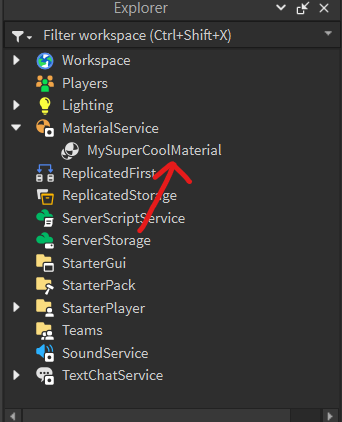 Explorer
Filter workspace (Ctrl+Shift+X)
Workspace
Players
Lighting
MaterialService
MySuperCoolMaterial
ReplicatedFirst
ReplicatedStorage
ServerScriptService
ServerStorage
StarterGui
StarterPack
StarterPlayer
Teams
SoundService
TextChatService